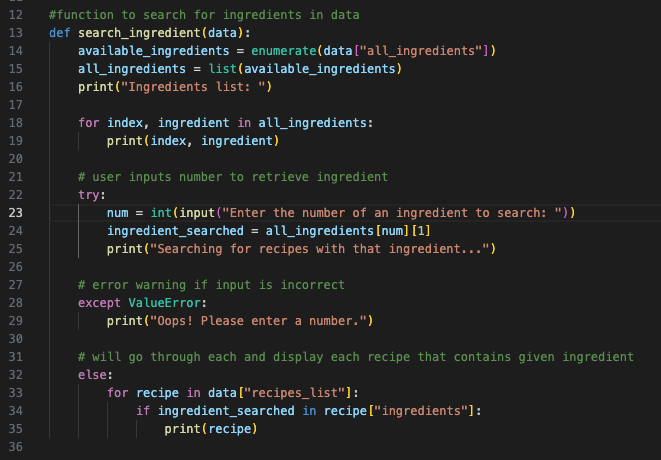 12 #function to search for ingredients in data
13 def search_ingredient(data):
14     available_ingredients = enumerate(data["all_ingredients"])
15     all_ingredients = list(available_ingredients)
16     print("Ingredients list: ")
17
18     for index, ingredient in all_ingredients:
19         print(index, ingredient)
20
21     # user inputs number to retrieve ingredient
22     try:
23         num = int(input("Enter the number of an ingredient to search: "))
24         ingredient_searched = all_ingredients[num][1]
25         print("Searching for recipes with that ingredient...")
26
27     # error warning if input is incorrect
28     except ValueError:
29         print("Oops! Please enter a number.")
30
31     # will go through each and display each recipe that contains given ingredient
32     else:
33         for recipe in data["recipes_list"]:
34             if ingredient_searched in recipe["ingredients"]:
35                 print(recipe)
36